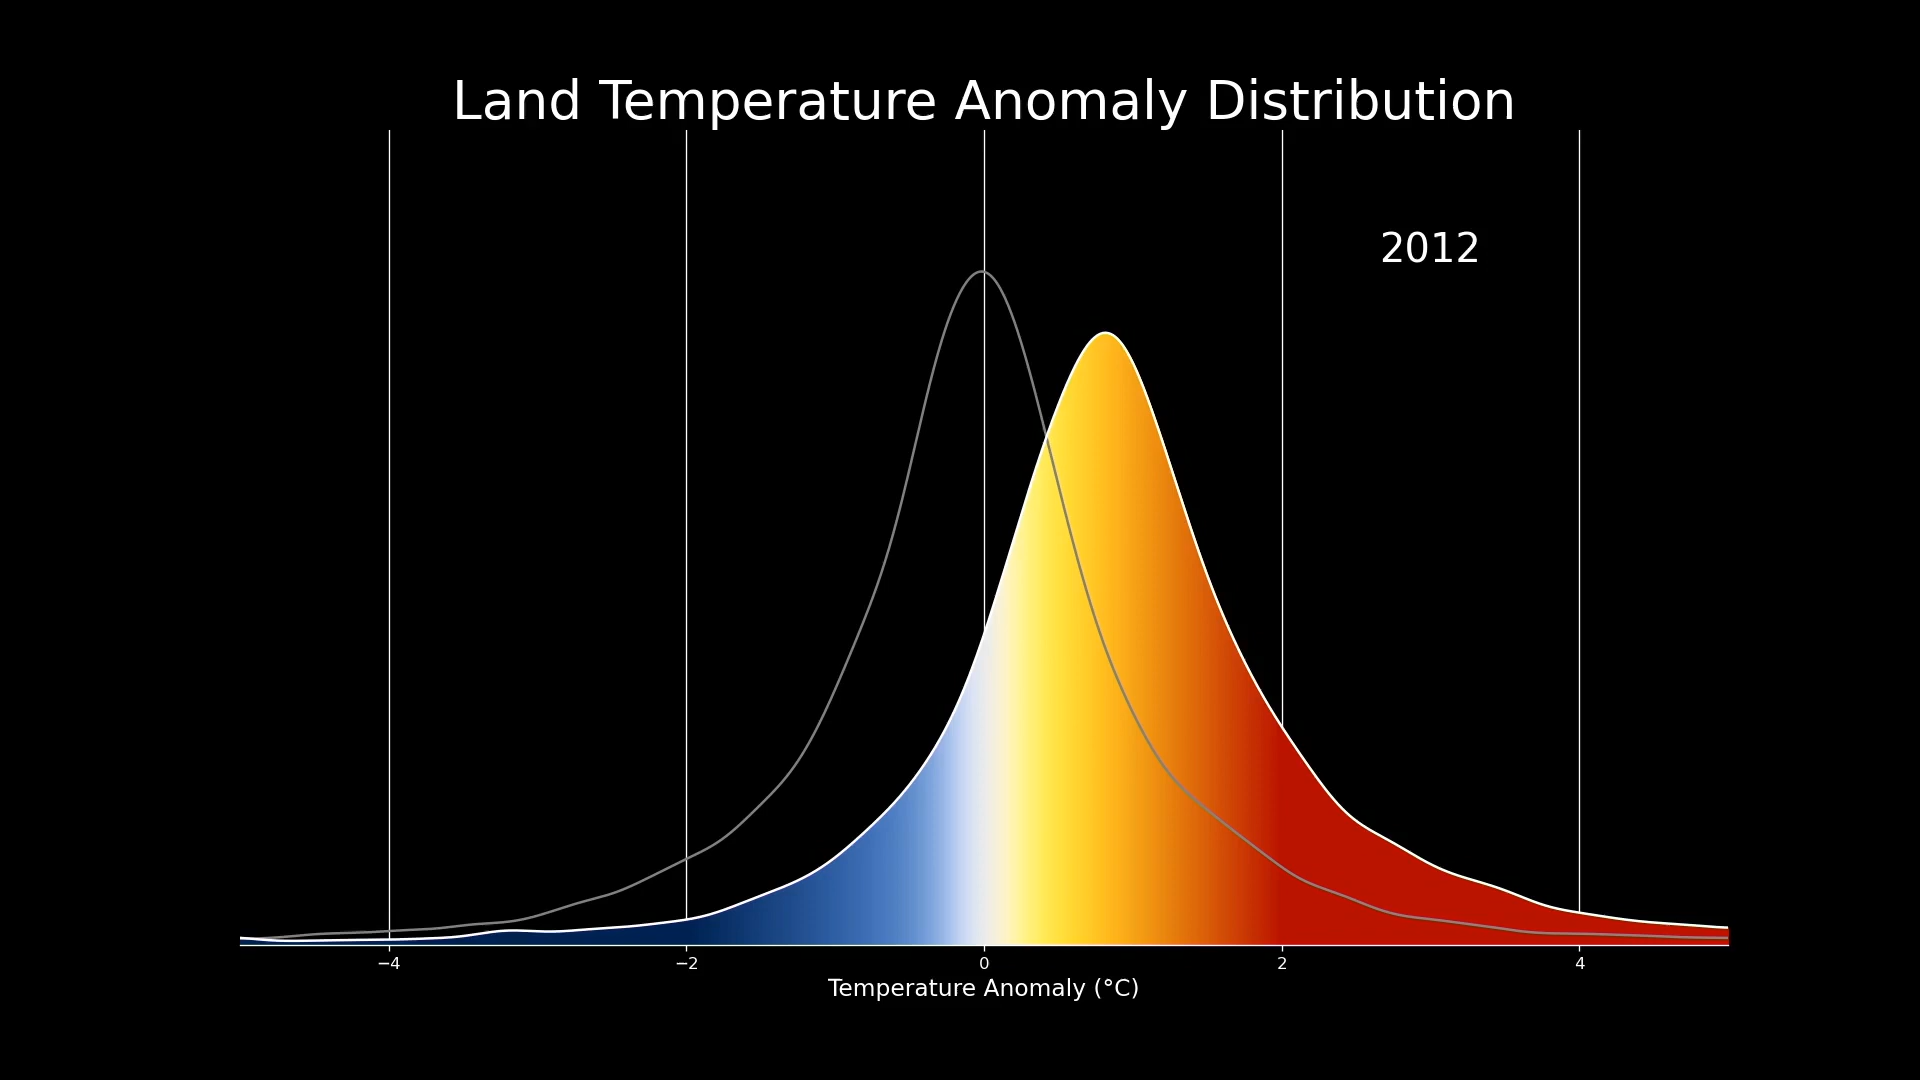 Land Temperature Anomaly Distribution
2012
−4 −2 0 2 4
Temperature Anomaly (°C)